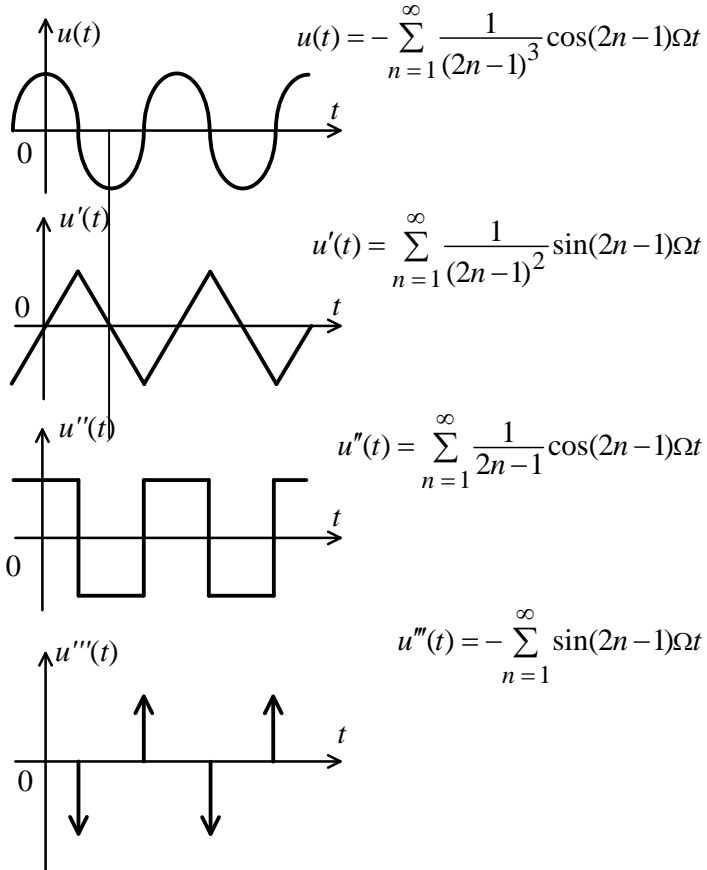 u(t)
u(t) = − ∞ ∑ n = 1 1/(2n−1)^3 cos(2n−1)Ωt
t
0
u'(t)
u'(t) = ∞ ∑ n = 1 1/(2n−1)^2 sin(2n−1)Ωt
0
t
u''(t)
u''(t) = ∞ ∑ n = 1 1/2n−1 cos(2n−1)Ωt
t
0
u'''(t)
u'''(t) = − ∞ ∑ n = 1 sin(2n−1)Ωt
t
0